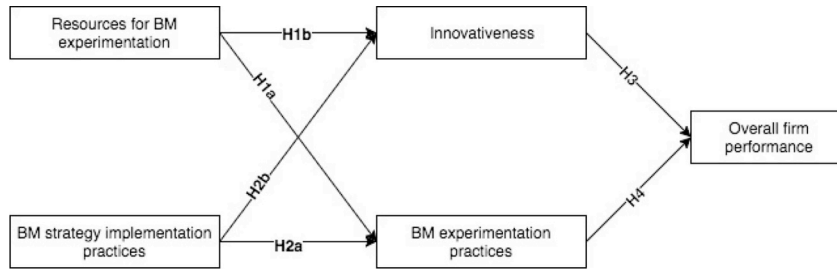 Resources for BM
experimentation
H1b
Innovativeness
H1a
H3
Overall firm
performance
H2b
H4
BM strategy implementation
practices
H2a
BM experimentation
practices